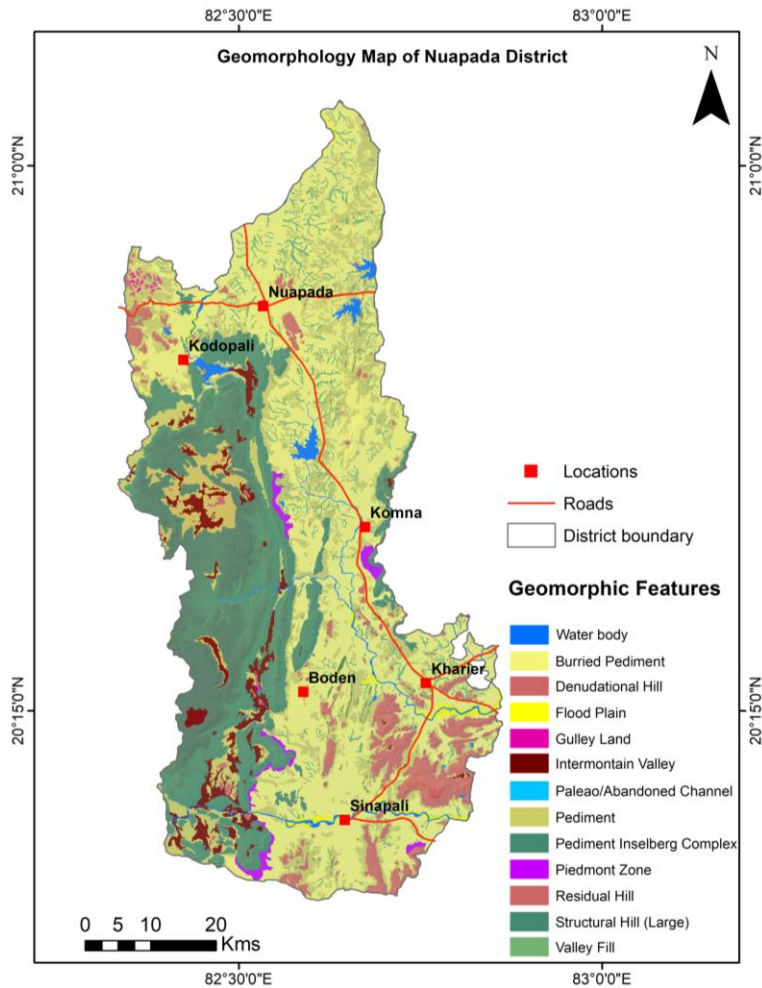 82°30'0"E 83°0'0"E
Geomorphology Map of Nuapada District
N
21°0'0"N 21°0'0"N
Nuapada
Kodopali
Locations
Komna
Roads
District boundary
Geomorphic Features
Water body
Burried Pediment
Kharier
Denudational Hill
Boden
20°15'0"N 20°15'0"N
Flood Plain
Gulley Land
Intermontain Valley
Paleao/Abandoned Channel
Sinapali
Pediment
Pediment Inselberg Complex
Piedmont Zone
Residual Hill
0 5 10 20
Structural Hill (Large)
Kms
Valley Fill
82°30'0"E 83°0'0"E